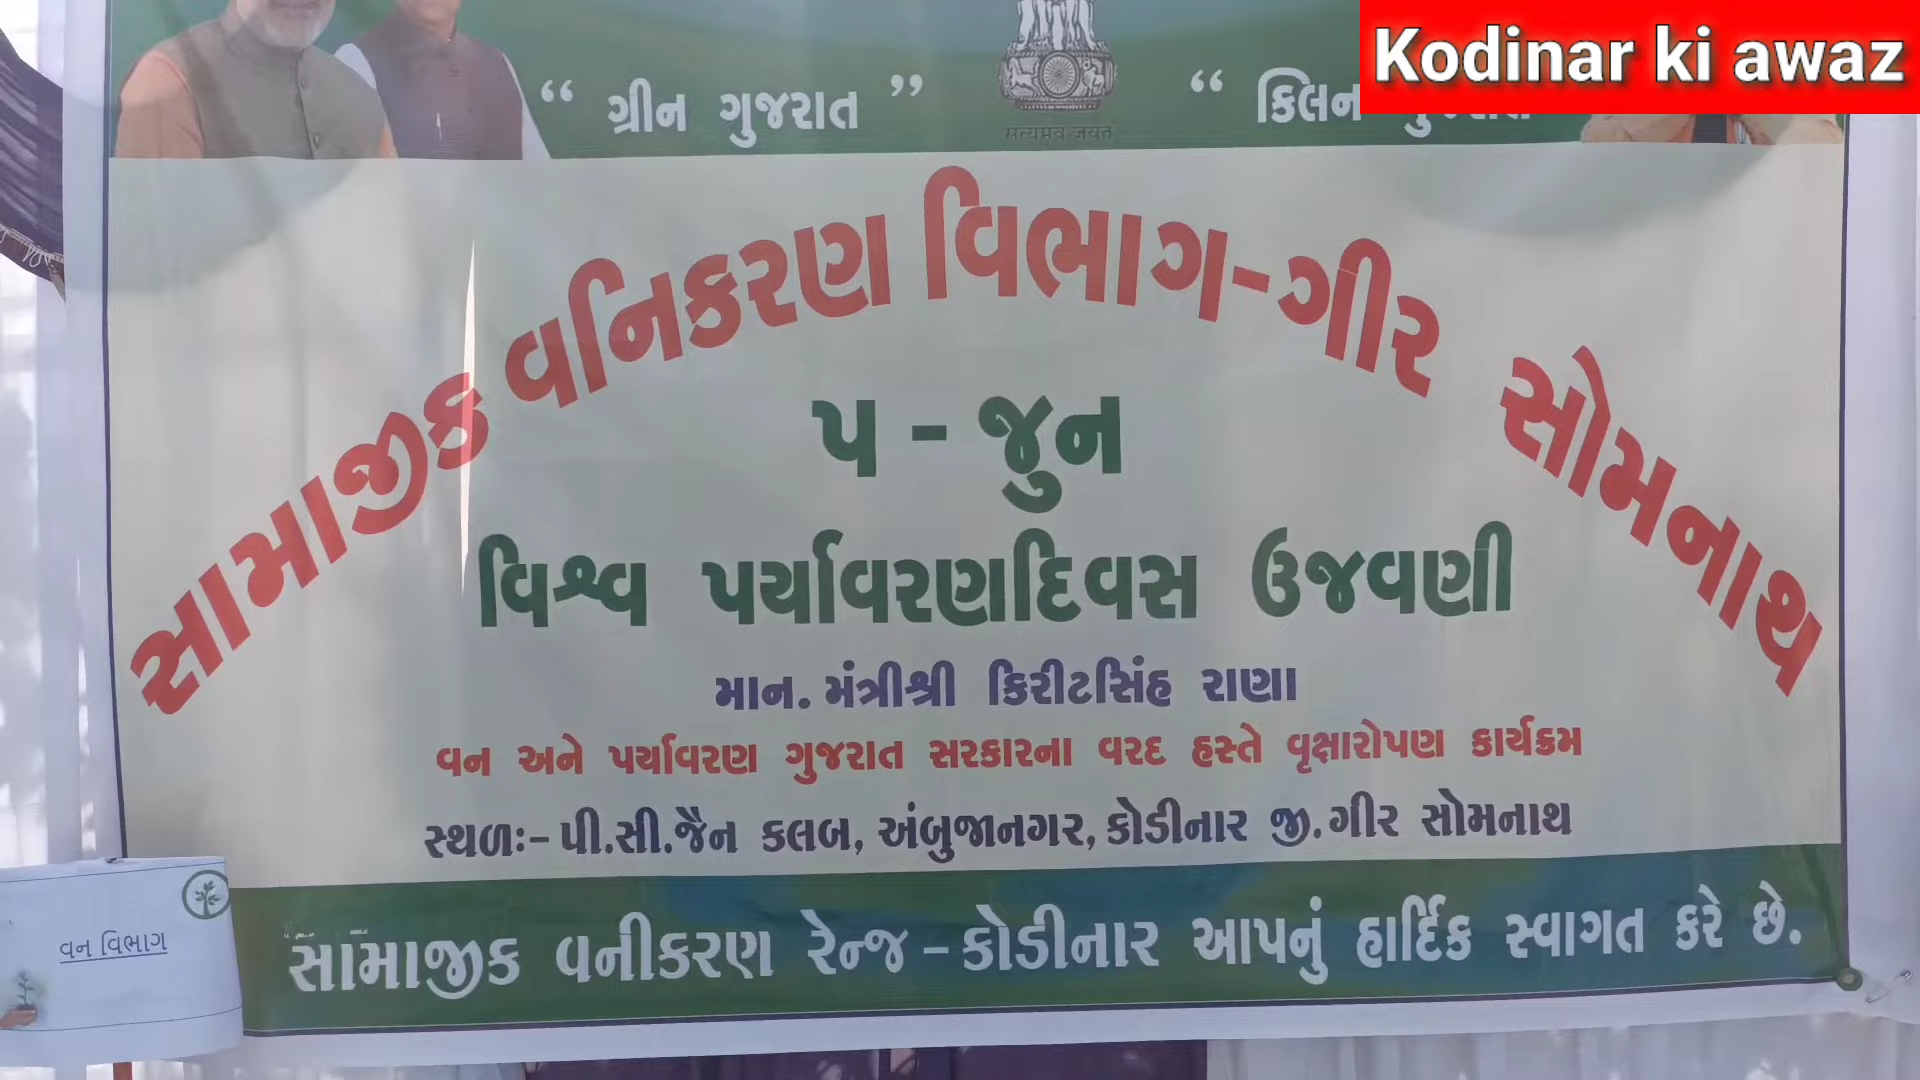 Kodinar ki awaz
“ ગ્રીન ગુજરાત ” “ ક્લિન
સત્યમેવ જયતે
સામાજીક વનિકરણ વિભાગ-ગીર સોમનાથ
૫ - જુન
વિશ્વ પર્યાવરણદિવસ ઉજવણી
માન. મંત્રીશ્રી કિરીટસિંહ રાણા
વન અને પર્યાવરણ ગુજરાત સરકારના વરદ હસ્તે વૃક્ષારોપણ કાર્યક્રમ
સ્થળઃ- પી.સી.જૈન કલબ, અંબુજાનગર, કોડીનાર જી.ગીર સોમનાથ
સામાજીક વનીકરણ રેન્જ - કોડીનાર આપનું હાર્દિક સ્વાગત કરે છે.
વન વિભાગ